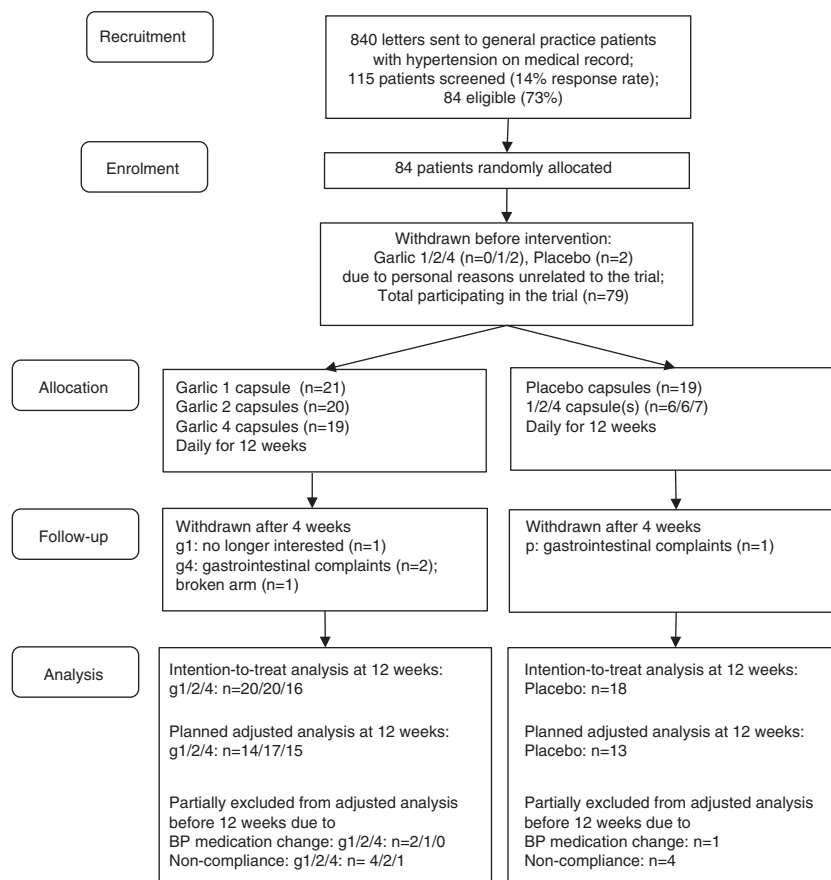 Recruitment
840 letters sent to general practice patients
with hypertension on medical record;
115 patients screened (14% response rate);
84 eligible (73%)
Enrolment
84 patients randomly allocated
Withdrawn before intervention:
Garlic 1/2/4 (n=0/1/2), Placebo (n=2)
due to personal reasons unrelated to the trial;
Total participating in the trial (n=79)
Allocation
Garlic 1 capsule (n=21)
Garlic 2 capsules (n=20)
Garlic 4 capsules (n=19)
Daily for 12 weeks
Placebo capsules (n=19)
1/2/4 capsule(s) (n=6/6/7)
Daily for 12 weeks
Follow-up
Withdrawn after 4 weeks
g1: no longer interested (n=1)
g4: gastrointestinal complaints (n=2);
broken arm (n=1)
Withdrawn after 4 weeks
p: gastrointestinal complaints (n=1)
Analysis
Intention-to-treat analysis at 12 weeks:
g1/2/4: n=20/20/16
Planned adjusted analysis at 12 weeks:
g1/2/4: n=14/17/15
Partially excluded from adjusted analysis
before 12 weeks due to
BP medication change: g1/2/4: n=2/1/0
Non-compliance: g1/2/4: n= 4/2/1
Intention-to-treat analysis at 12 weeks:
Placebo: n=18
Planned adjusted analysis at 12 weeks:
Placebo: n=13
Partially excluded from adjusted analysis
before 12 weeks due to
BP medication change: n=1
Non-compliance: n=4